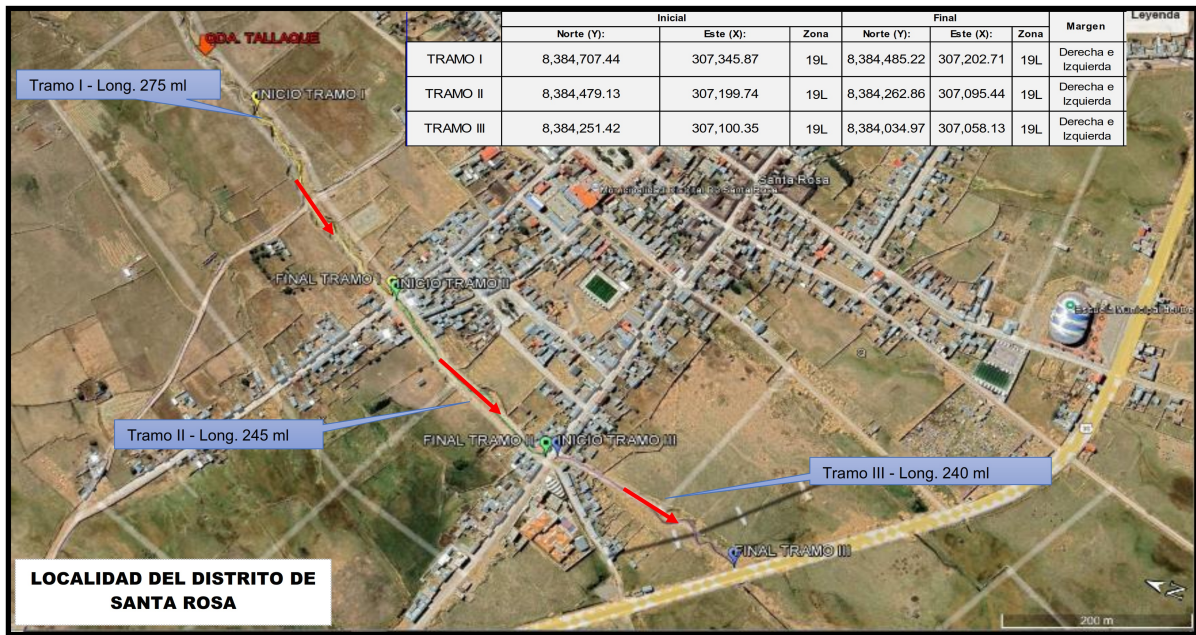 Inicial Final Margen Leyenda
Norte (Y): Este (X): Zona Norte (Y): Este (X): Zona
TRAMO I 8,384,707.44 307,345.87 19L 8,384,485.22 307,202.71 19L Derecha e Izquierda
TRAMO II 8,384,479.13 307,199.74 19L 8,384,262.86 307,095.44 19L Derecha e Izquierda
TRAMO III 8,384,251.42 307,100.35 19L 8,384,034.97 307,058.13 19L Derecha e Izquierda
QDA. TALLAQUE
Tramo I - Long. 275 ml
INICIO TRAMO I
Santa Rosa
FINAL TRAMO I
INICIO TRAMO II
Tramo II - Long. 245 ml
FINAL TRAMO II
INICIO TRAMO III
Tramo III - Long. 240 ml
FINAL TRAMO III
LOCALIDAD DEL DISTRITO DE
SANTA ROSA
200 m